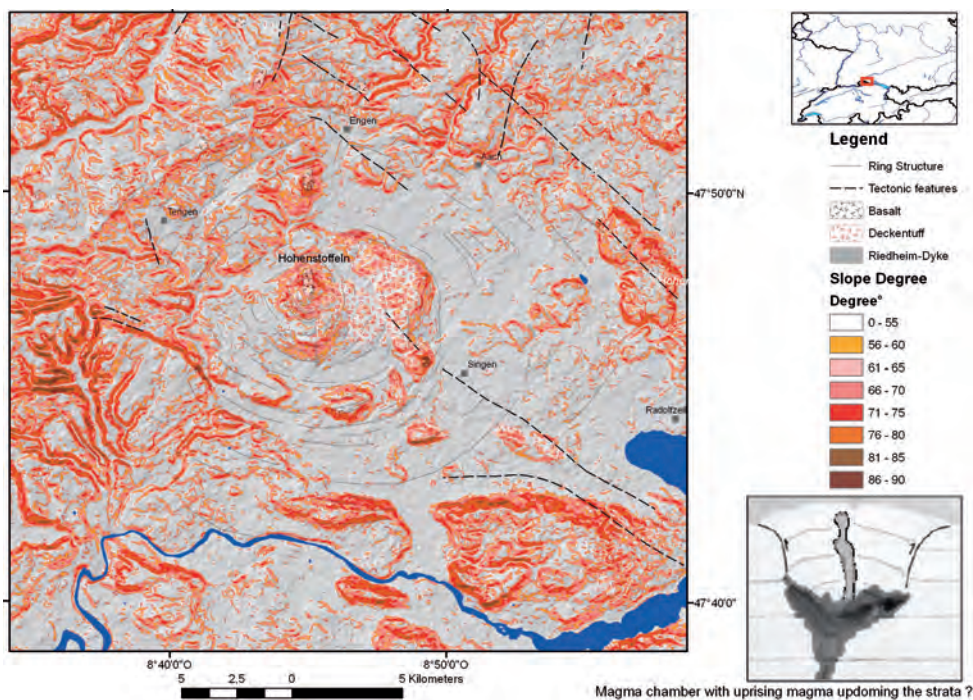 Engen
Aach
Tengen
Hohenstoffeln
Singen
Radolfzell
47°50'0"N
47°40'0"N
8°40'0"O
8°50'0"O
5 2.5 0 5 Kilometers
Legend
Ring Structure
Tectonic features
Basalt
Deckentuff
Riedheim-Dyke
Slope Degree
Degree°
0 - 55
56 - 60
61 - 65
66 - 70
71 - 75
76 - 80
81 - 85
86 - 90
Magma chamber with uprising magma updoming the strata ?